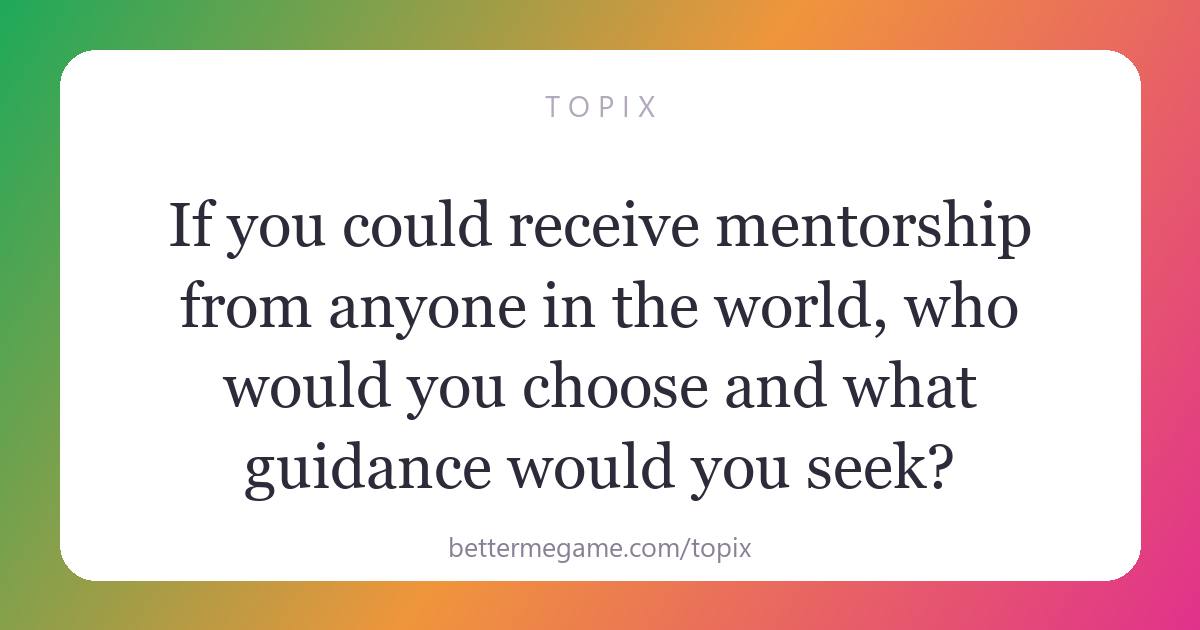 TOPIX
If you could receive mentorship
from anyone in the world, who
would you choose and what
guidance would you seek?
bettermegame.com/topix